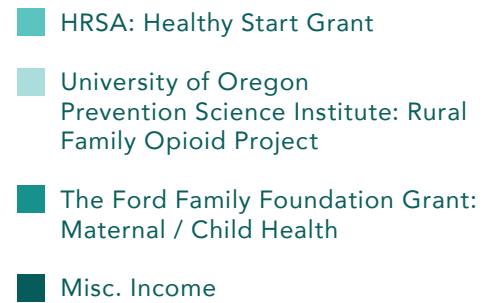 HRSA: Healthy Start Grant
University of Oregon
Prevention Science Institute: Rural
Family Opioid Project
The Ford Family Foundation Grant:
Maternal / Child Health
Misc. Income